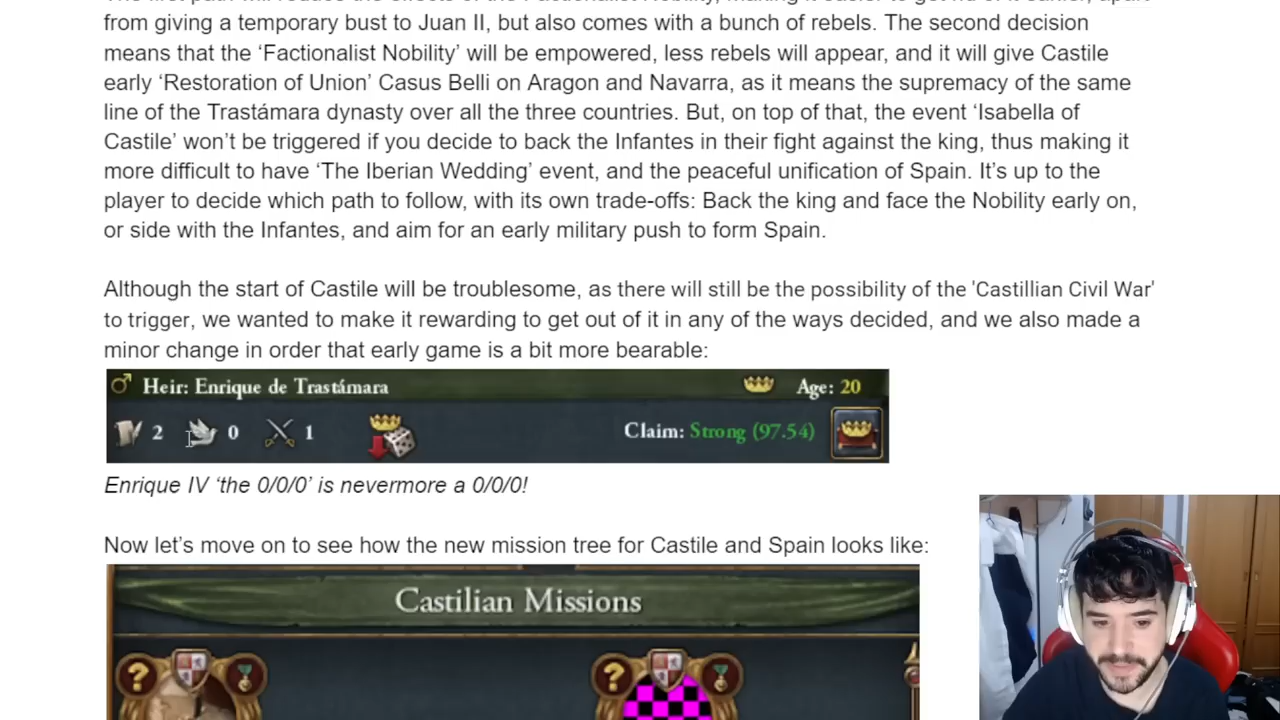 from giving a temporary bust to Juan II, but also comes with a bunch of rebels. The second decision
means that the ‘Factionalist Nobility’ will be empowered, less rebels will appear, and it will give Castile
early ‘Restoration of Union’ Casus Belli on Aragon and Navarra, as it means the supremacy of the same
line of the Trastámara dynasty over all the three countries. But, on top of that, the event ‘Isabella of
Castile’ won’t be triggered if you decide to back the Infantes in their fight against the king, thus making it
more difficult to have ‘The Iberian Wedding’ event, and the peaceful unification of Spain. It’s up to the
player to decide which path to follow, with its own trade-offs: Back the king and face the Nobility early on,
or side with the Infantes, and aim for an early military push to form Spain.
Although the start of Castile will be troublesome, as there will still be the possibility of the 'Castillian Civil War'
to trigger, we wanted to make it rewarding to get out of it in any of the ways decided, and we also made a
minor change in order that early game is a bit more bearable:
Heir: Enrique de Trastámara Age: 20
2 0 1 Claim: Strong (97.54)
Enrique IV ‘the 0/0/0’ is nevermore a 0/0/0!
Now let’s move on to see how the new mission tree for Castile and Spain looks like:
Castilian Missions
? ?